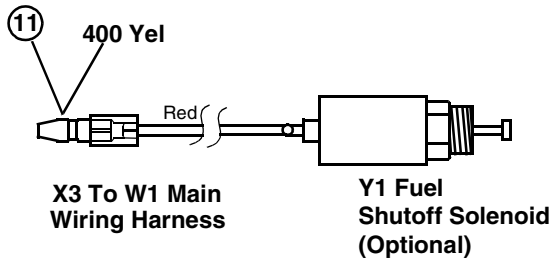 11
400 Yel
Red
X3 To W1 Main
Wiring Harness
Y1 Fuel
Shutoff Solenoid
(Optional)